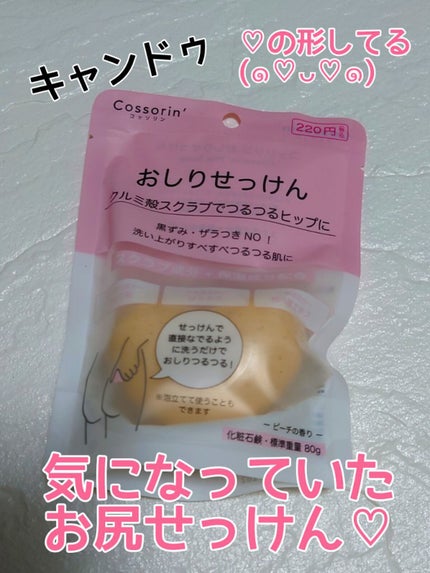 キャンドゥ
♡の形してる
(๑♡ᴗ♡๑)
Cossorin'
コッソリン
220円 税込
おしりせっけん
クルミ殻スクラブでつるつるヒップに
黒ずみ・ザラつきNO!
洗い上がりすべすべつるつる肌に
せっけんで
直接なでるよう
に洗うだけで
おしりつるつる!
※泡立てて使うことも
できます
ピーチの香り
化粧石鹸・標準重量 80g
気になっていた
お尻せっけん♡